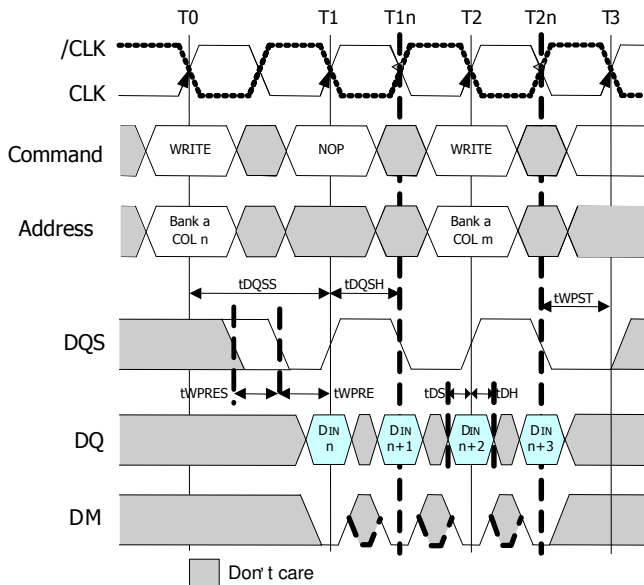 T0 T1 T1n T2 T2n T3
/CLK
CLK
Command WRITE NOP WRITE
Address Bank a COL n Bank a COL m
tDQSS tDQSH tWPST
DQS
tWPRES tWPRE tDS tDH
DQ DIN n DIN n+1 DIN n+2 DIN n+3
DM
Don't care